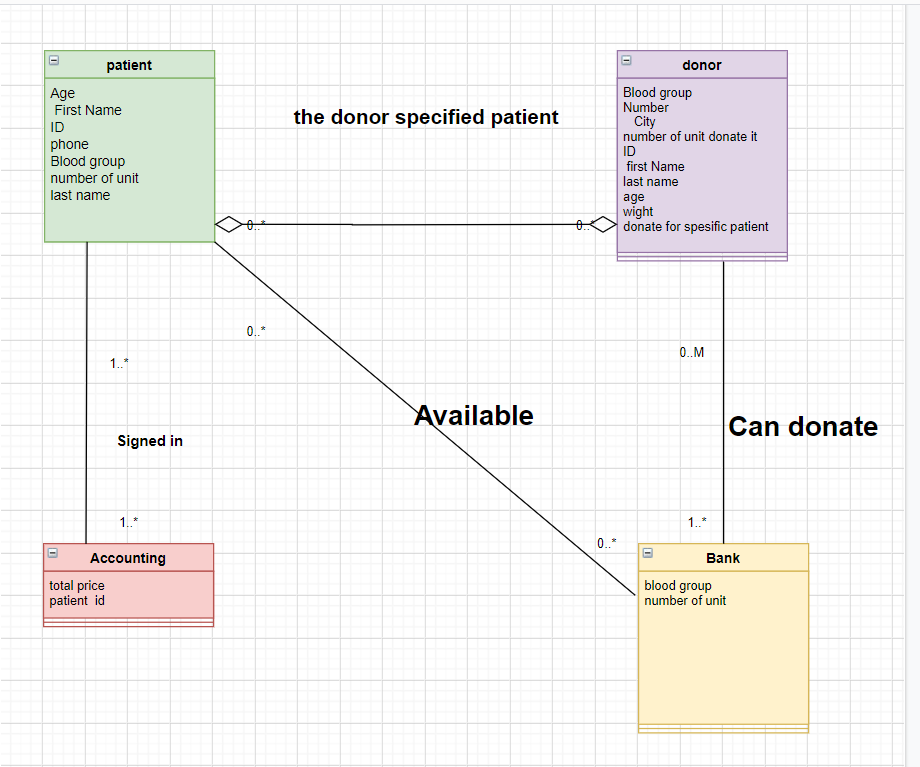 patient
Age
First Name
ID
phone
Blood group
number of unit
last name
the donor specified patient
donor
Blood group
Number
City
number of unit donate it
ID
first Name
last name
age
wight
donate for spesific patient
0..*
0..*
0..*
1..*
0..M
Available
Can donate
Signed in
1..*
1..*
0..*
Accounting
total price
patient id
Bank
blood group
number of unit